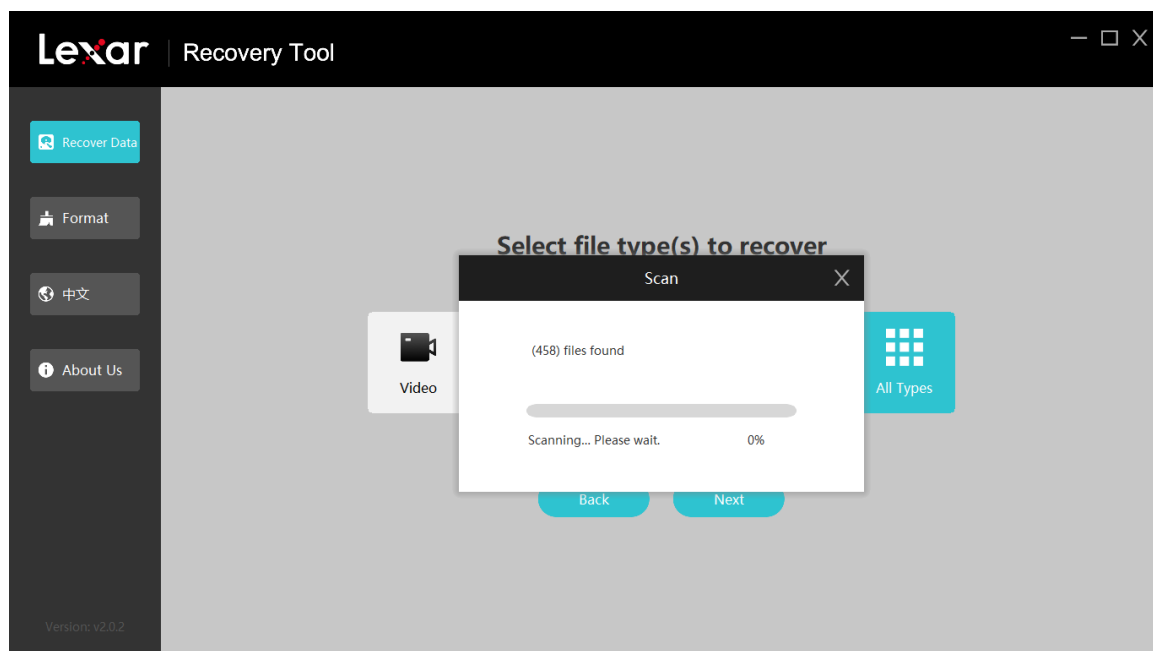 Lexar
Recovery Tool
Recover Data
Format
中文
About Us
Version: v2.0.2
Select file type(s) to recover
Video
All Types
Scan
(458) files found
Scanning... Please wait.
0%
Back
Next